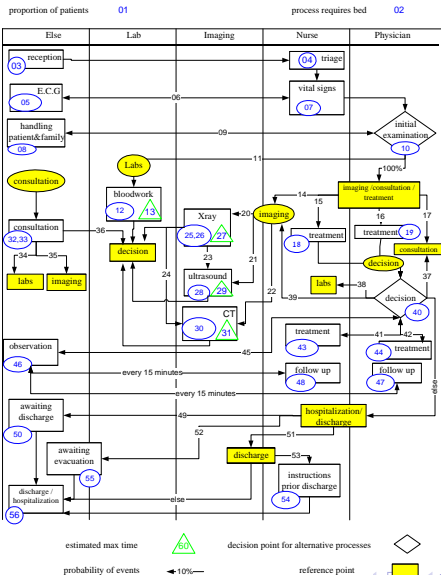 proportion of patients 01 process requires bed 02
Else Lab Imaging Nurse Physician
reception
03
04 triage
E.C.G
05
06
vital signs
07
handling
patient&family
08
09
initial
examination
10
11
100%
Labs
consultation
bloodwork
12 13
imaging /consultation /
treatment
14
15
16
17
imaging
Xray
25,26 27
20
consultation
32,33
36
decision
treatment
18
treatment 19
consultation
decision
34 35
labs imaging
23
24
21
22
ultrasound
28 29
labs
38
37
39
decision
40
CT
30 31
41 42
treatment
43
treatment
44
45
observation
46
every 15 minutes
follow up
48
follow up
47
every 15 minutes
else
awaiting
discharge
50
49
hospitalization/
discharge
51
52
awaiting
evacuation
55
discharge
53
instructions
prior discharge
54
else
discharge /
hospitalization
56
estimated max time 60 decision point for alternative processes
probability of events 10% reference point